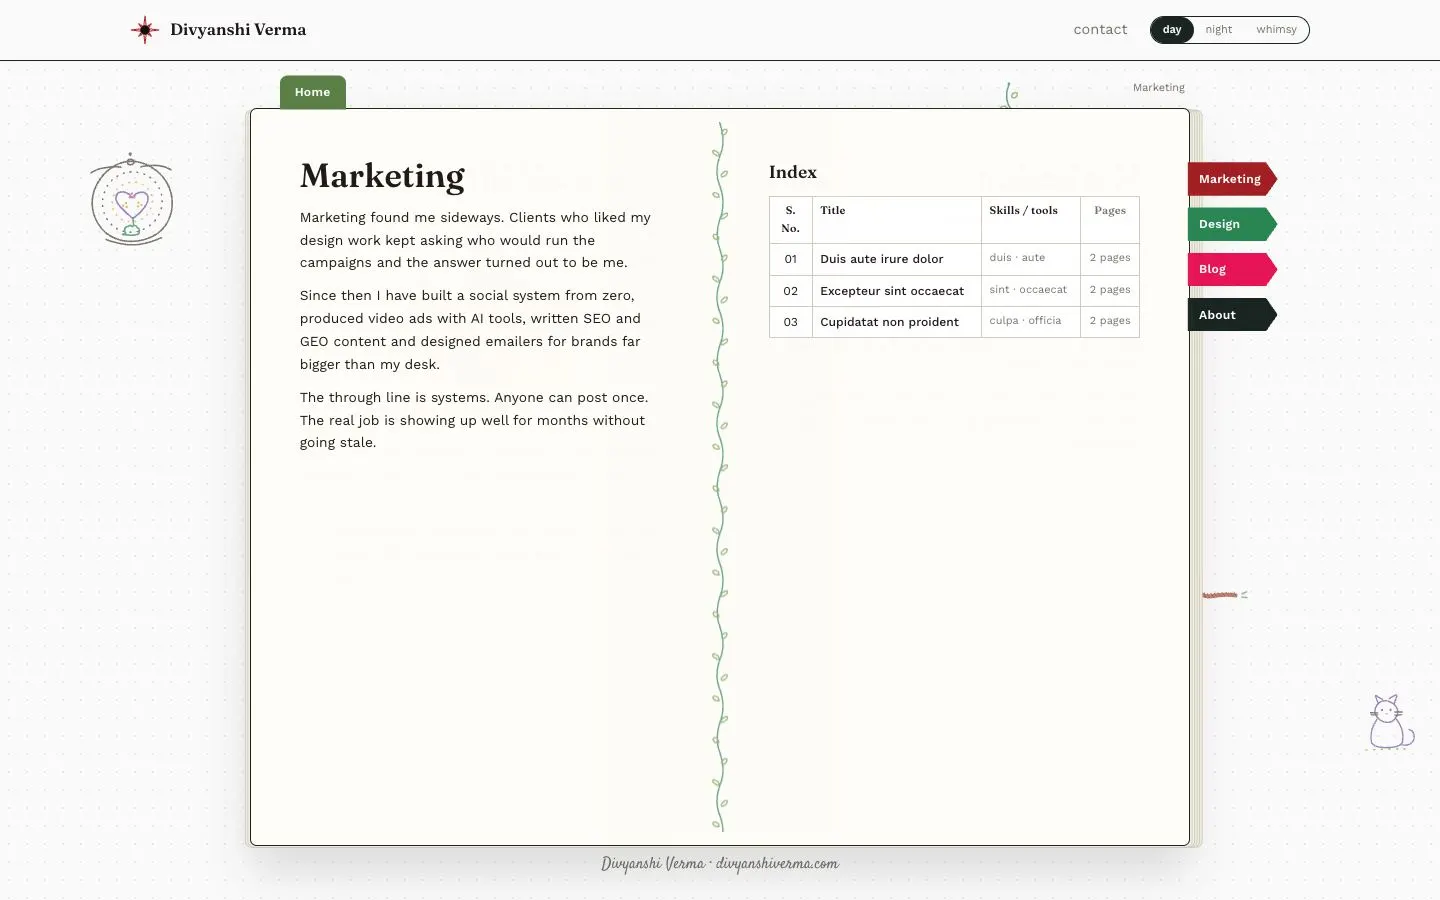 Divyanshi Verma
contact
day night whimsy
Home
Marketing
Marketing
Marketing found me sideways. Clients who liked my
design work kept asking who would run the
campaigns and the answer turned out to be me.
Since then I have built a social system from zero,
produced video ads with AI tools, written SEO and
GEO content and designed emailers for brands far
bigger than my desk.
The through line is systems. Anyone can post once.
The real job is showing up well for months without
going stale.
Index
S. No. Title Skills / tools Pages
01 Duis aute irure dolor duis · aute 2 pages
02 Excepteur sint occaecat sint · occaecat 2 pages
03 Cupidatat non proident culpa · officia 2 pages
Marketing
Design
Blog
About
Divyanshi Verma · divyanshiverma.com